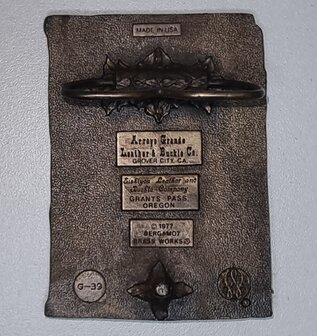 MADE IN USA
Arroyo Grande
Leather & Buckle Co.
GROVER CITY, CA.
Siskiyou Leather and
Buckle Company
GRANTS PASS,
OREGON
© 1977
BERGAMOT
BRASS WORKS ®
G-39